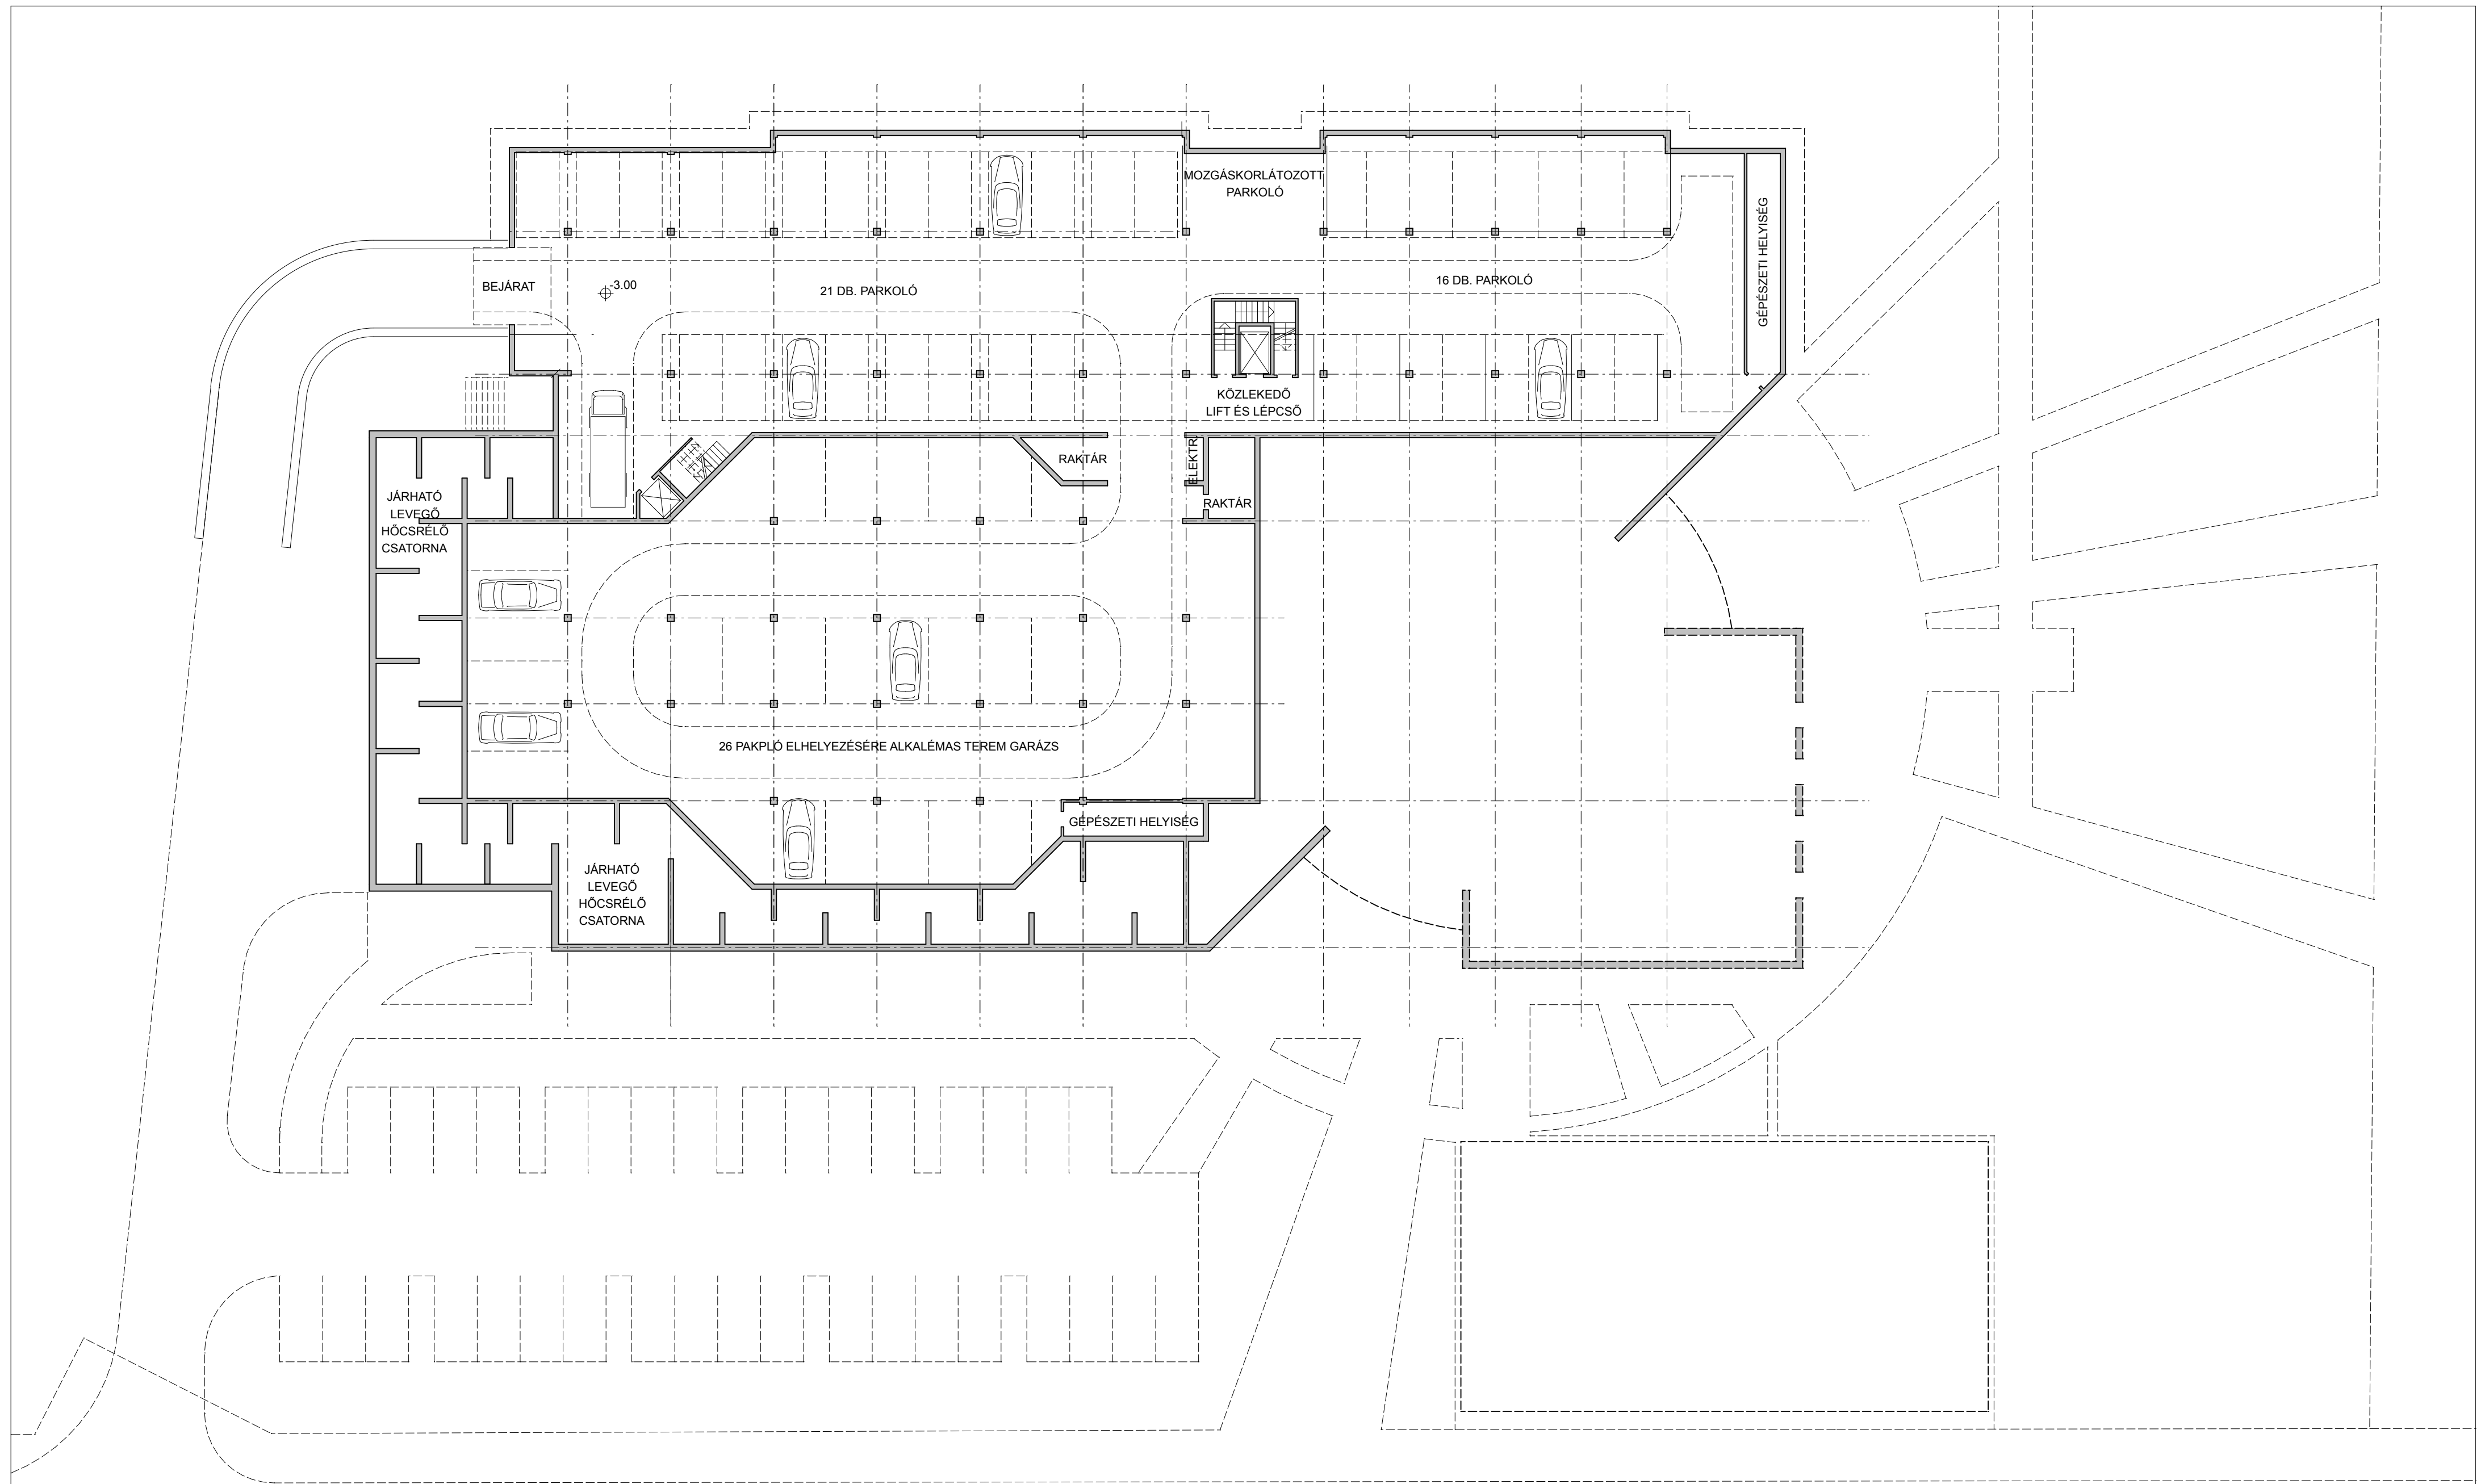 MOZGÁSKORLÁTOZOTT
PARKOLÓ
GÉPÉSZETI HELYISÉG
BEJÁRAT
-3.00
21 DB. PARKOLÓ
16 DB. PARKOLÓ
KÖZLEKEDŐ
LIFT ÉS LÉPCSŐ
RAKTÁR
ELEKTR.
RAKTÁR
JÁRHATÓ
LEVEGŐ
HŐCSRÉLŐ
CSATORNA
26 PAKPLÓ ELHELYEZÉSÉRE ALKALÉMAS TEREM GARÁZS
GÉPÉSZETI HELYISÉG
JÁRHATÓ
LEVEGŐ
HŐCSRÉLŐ
CSATORNA